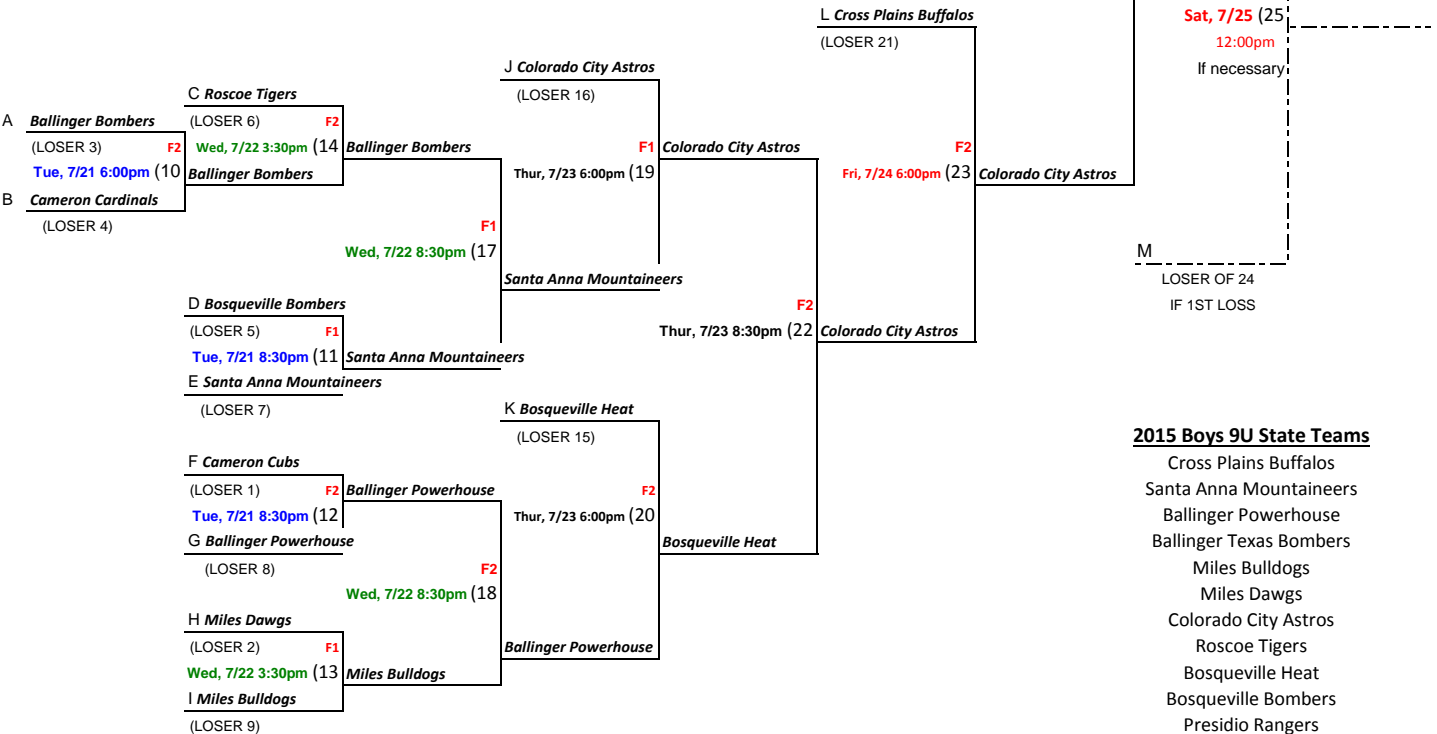 L Cross Plains Buffalos
(LOSER 21)
Sat, 7/25 (25
12:00pm
If necessary
J Colorado City Astros
(LOSER 16)
C Roscoe Tigers
(LOSER 6) F2
A Ballinger Bombers
(LOSER 3) F2
Wed, 7/22 3:30pm (14 Ballinger Bombers
Tue, 7/21 6:00pm (10 Ballinger Bombers
B Cameron Cardinals
(LOSER 4)
F1 Colorado City Astros
Thur, 7/23 6:00pm (19
F2
Fri, 7/24 6:00pm (23 Colorado City Astros
F1
Wed, 7/22 8:30pm (17
Santa Anna Mountaineers
M
LOSER OF 24
IF 1ST LOSS
D Bosqueville Bombers
(LOSER 5) F1
Tue, 7/21 8:30pm (11 Santa Anna Mountaineers
E Santa Anna Mountaineers
(LOSER 7)
F2
Thur, 7/23 8:30pm (22 Colorado City Astros
K Bosqueville Heat
(LOSER 15)
F Cameron Cubs
(LOSER 1) F2 Ballinger Powerhouse
Tue, 7/21 8:30pm (12
G Ballinger Powerhouse
(LOSER 8)
F2
Thur, 7/23 6:00pm (20
Bosqueville Heat
F2
Wed, 7/22 8:30pm (18
H Miles Dawgs
(LOSER 2) F1
Ballinger Powerhouse
Wed, 7/22 3:30pm (13 Miles Bulldogs
I Miles Bulldogs
(LOSER 9)
2015 Boys 9U State Teams
Cross Plains Buffalos
Santa Anna Mountaineers
Ballinger Powerhouse
Ballinger Texas Bombers
Miles Bulldogs
Miles Dawgs
Colorado City Astros
Roscoe Tigers
Bosqueville Heat
Bosqueville Bombers
Presidio Rangers